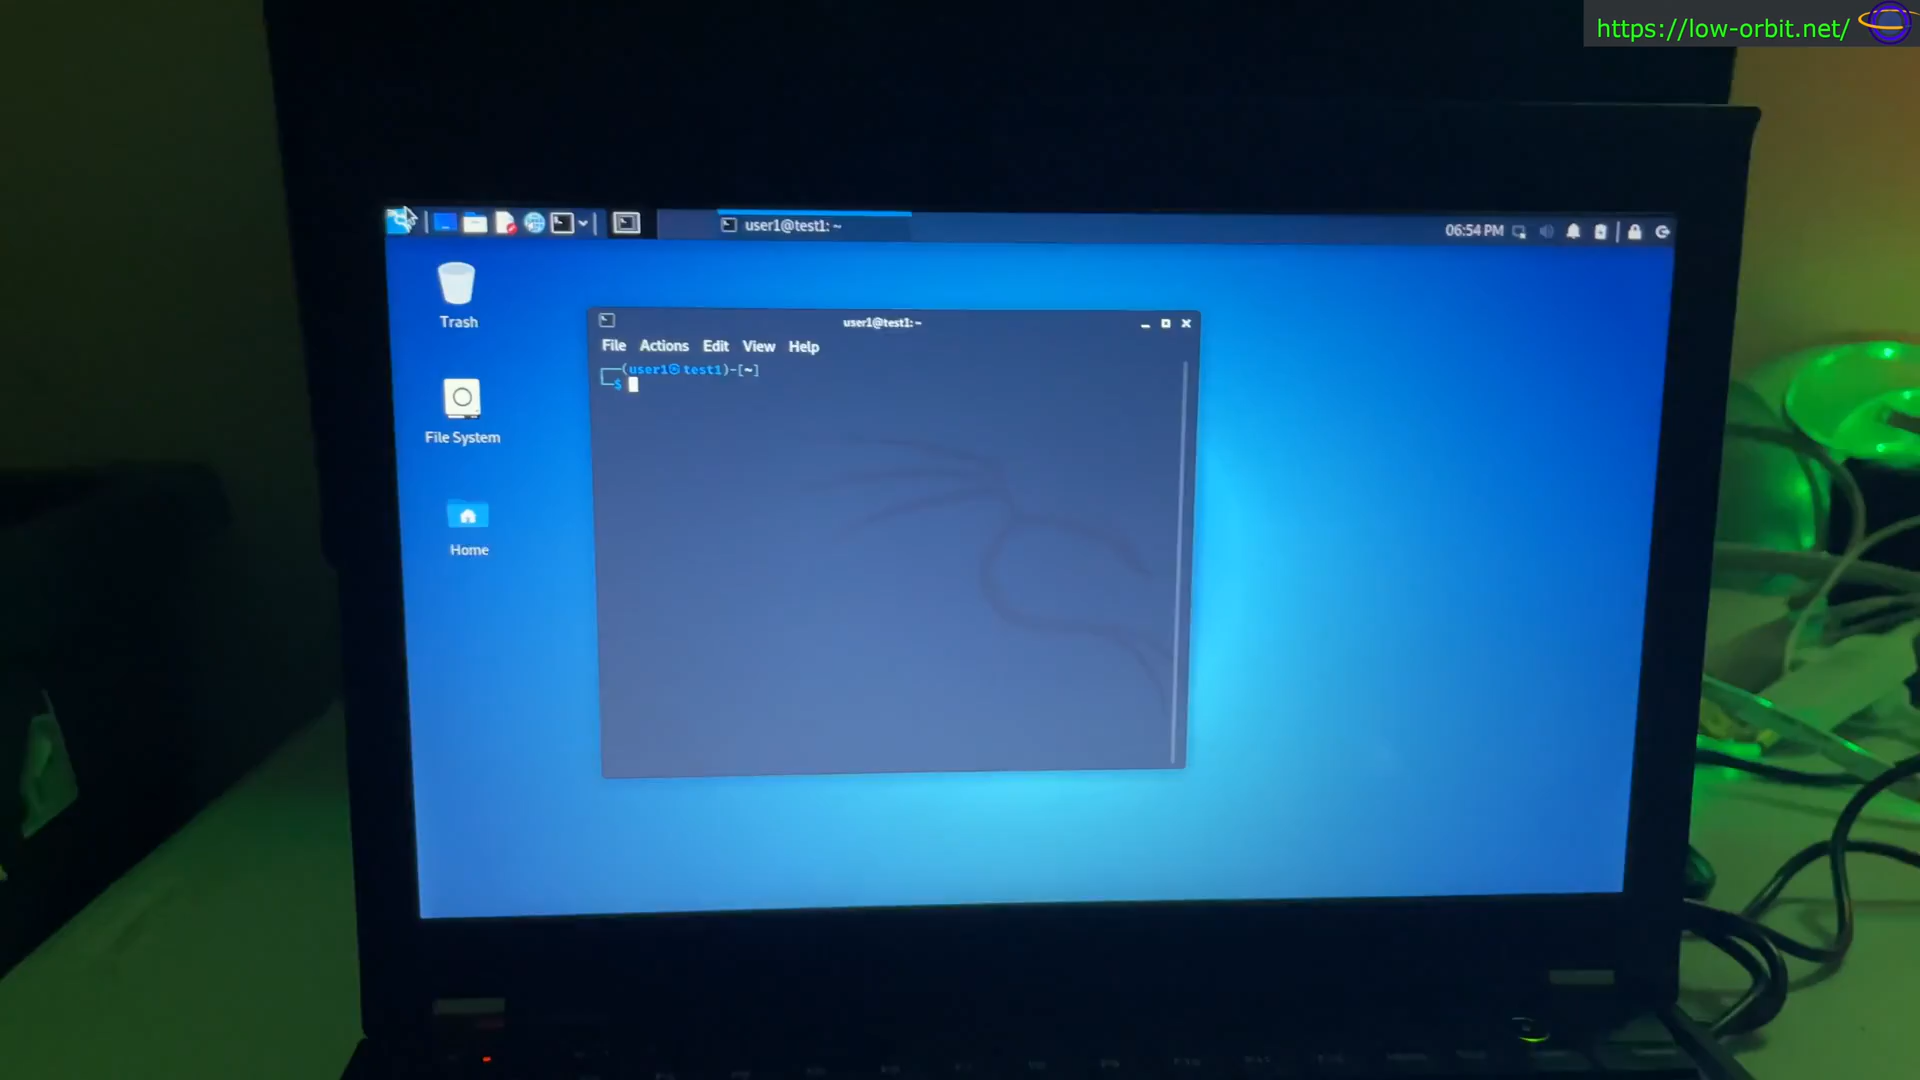 https://low-orbit.net/
user1@test1: ~
06:54 PM
Trash
File System
Home
user1@test1: ~
File Actions Edit View Help
┌──(user1㉿test1)-[~]
└─$